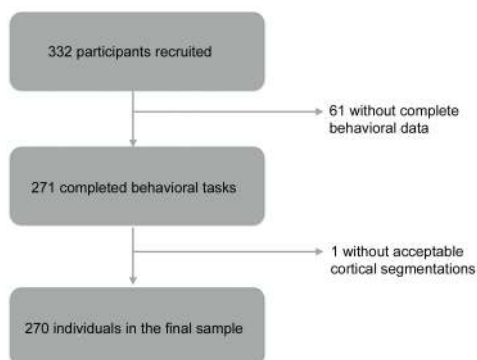 332 participants recruited
61 without complete
behavioral data
271 completed behavioral tasks
1 without acceptable
cortical segmentations
270 individuals in the final sample